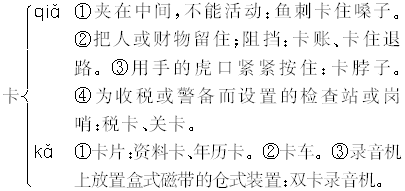 卡
qiǎ ①夹在中间,不能活动:鱼刺卡住嗓子。
②把人或财物留住;阻挡:卡账、卡住退
路。③用手的虎口紧紧按住:卡脖子。
④为收税或警备而设置的检查站或岗
哨:税卡、关卡。
kǎ ①卡片:资料卡、年历卡。②卡车。③录音机
上放置盒式磁带的仓式装置:双卡录音机。